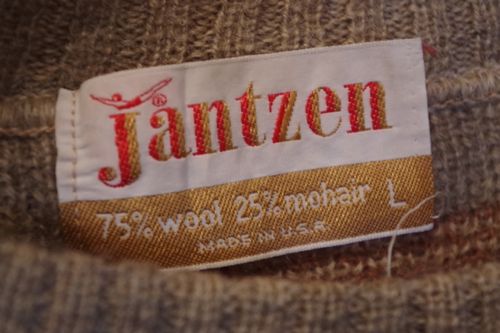 Jantzen
75% wool 25% mohair L
MADE IN U.S.A